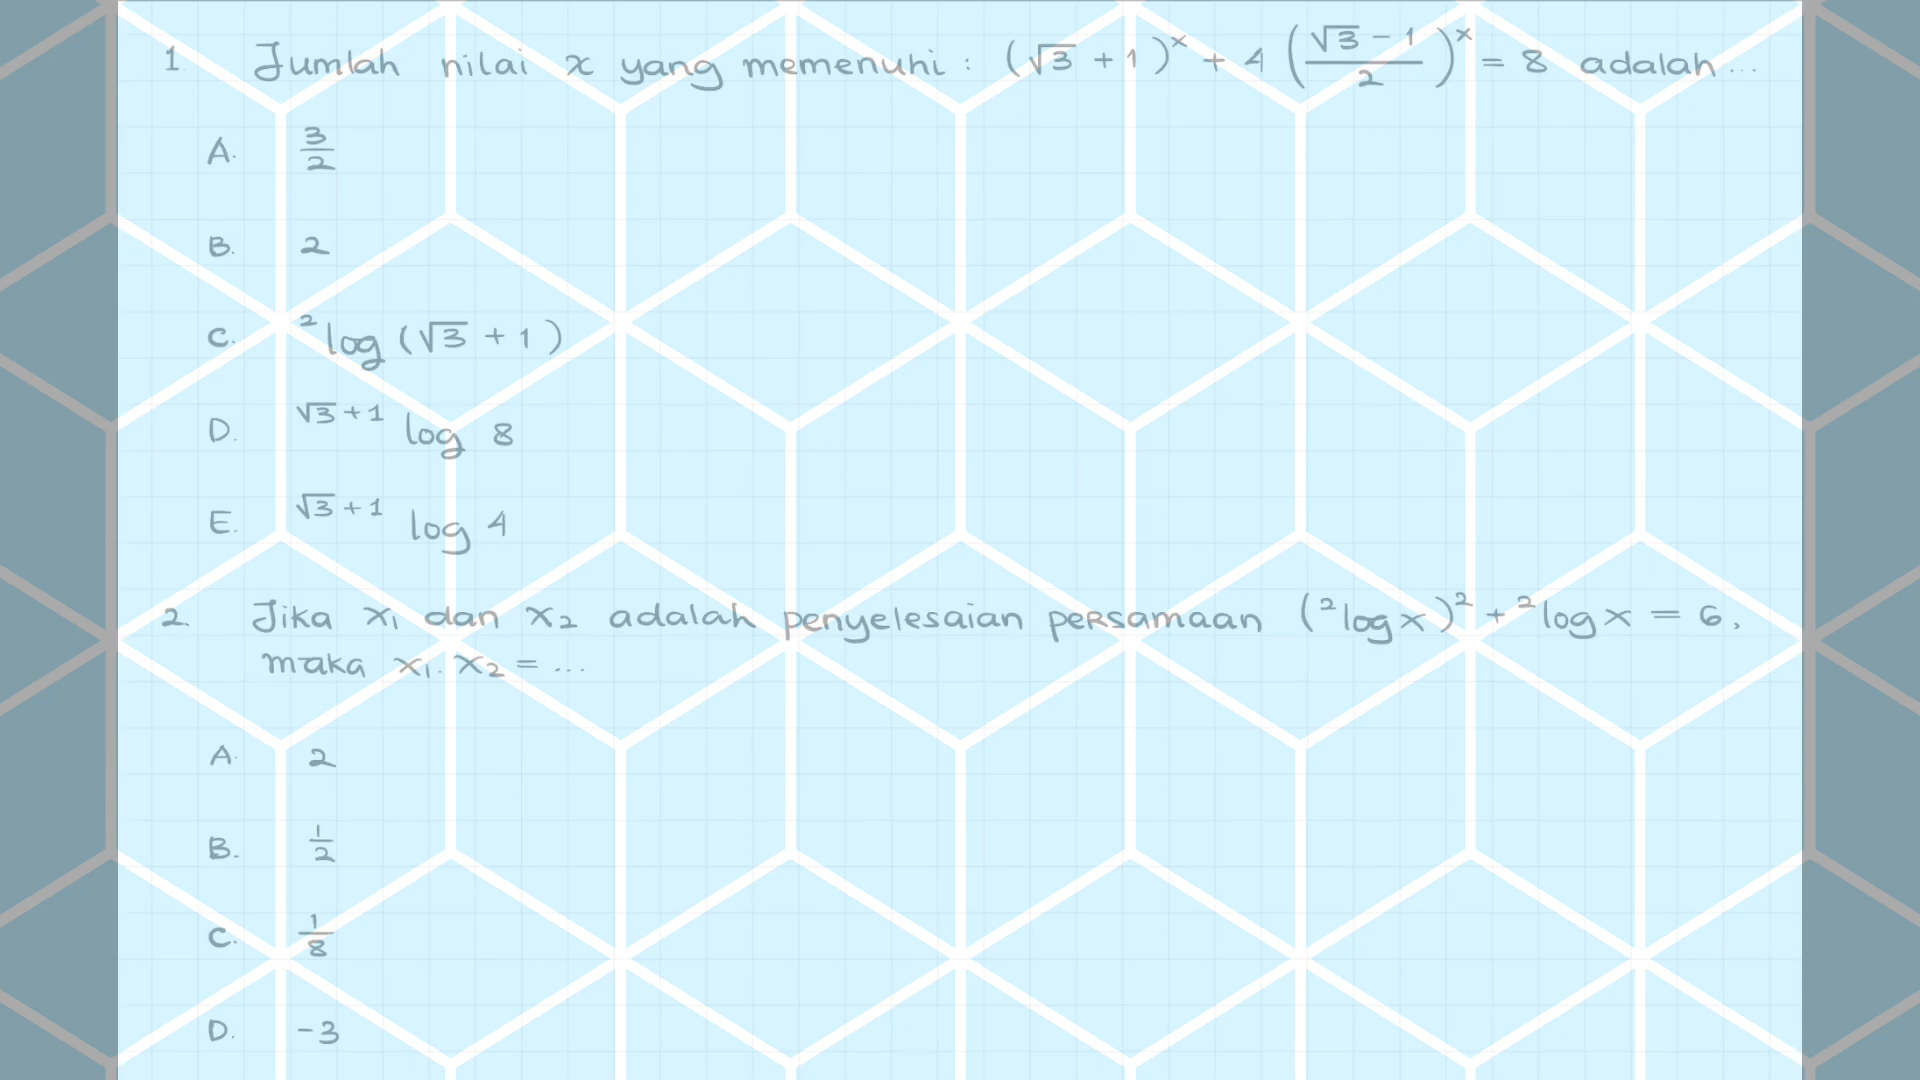 1. Jumlah nilai x yang memenuhi : (√3 + 1)^x + 4 ((√3 - 1)/2)^x = 8 adalah ...
A. 3/2
B. 2
C. ²log (√3 + 1)
D. ^(√3+1)log 8
E. ^(√3+1)log 4
2. Jika x₁ dan x₂ adalah penyelesaian persamaan (²log x)² + ²log x = 6,
maka x₁. x₂ = ...
A. 2
B. 1/2
C. 1/8
D. -3